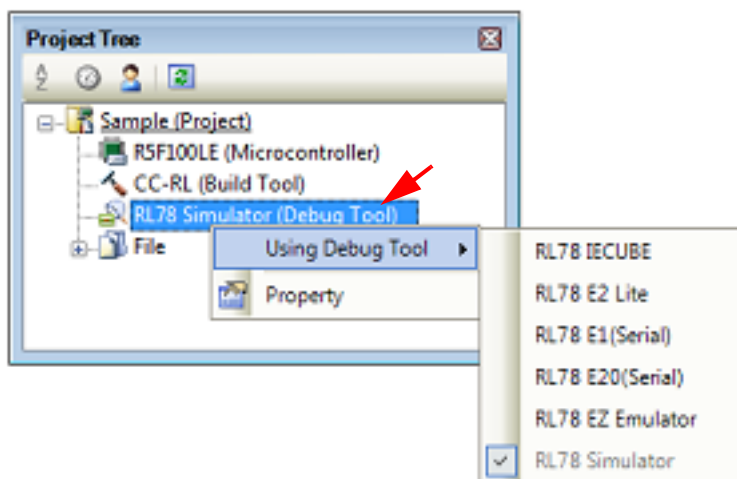 Project Tree
Sample (Project)
R5F100LE (Microcontroller)
CC-RL (Build Tool)
RL78 Simulator (Debug Tool)
File
Using Debug Tool
Property
RL78 IECUBE
RL78 E2 Lite
RL78 E1(Serial)
RL78 E20(Serial)
RL78 EZ Emulator
RL78 Simulator